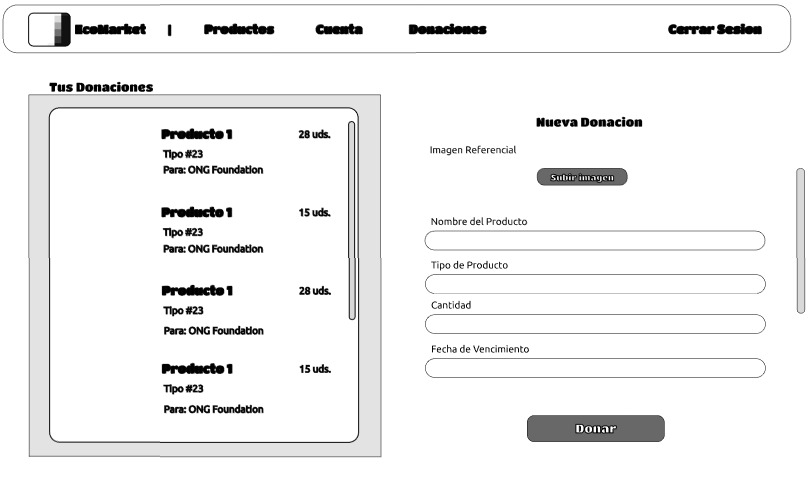 EcoMarket | Productos Cuenta Donaciones Cerrar Sesion
Tus Donaciones
Producto 1 28 uds.
Tipo #23
Para: ONG Foundation
Producto 1 15 uds.
Tipo #23
Para: ONG Foundation
Producto 1 28 uds.
Tipo #23
Para: ONG Foundation
Producto 1 15 uds.
Tipo #23
Para: ONG Foundation
Nueva Donacion
Imagen Referencial
Subir imagen
Nombre del Producto
Tipo de Producto
Cantidad
Fecha de Vencimiento
Donar